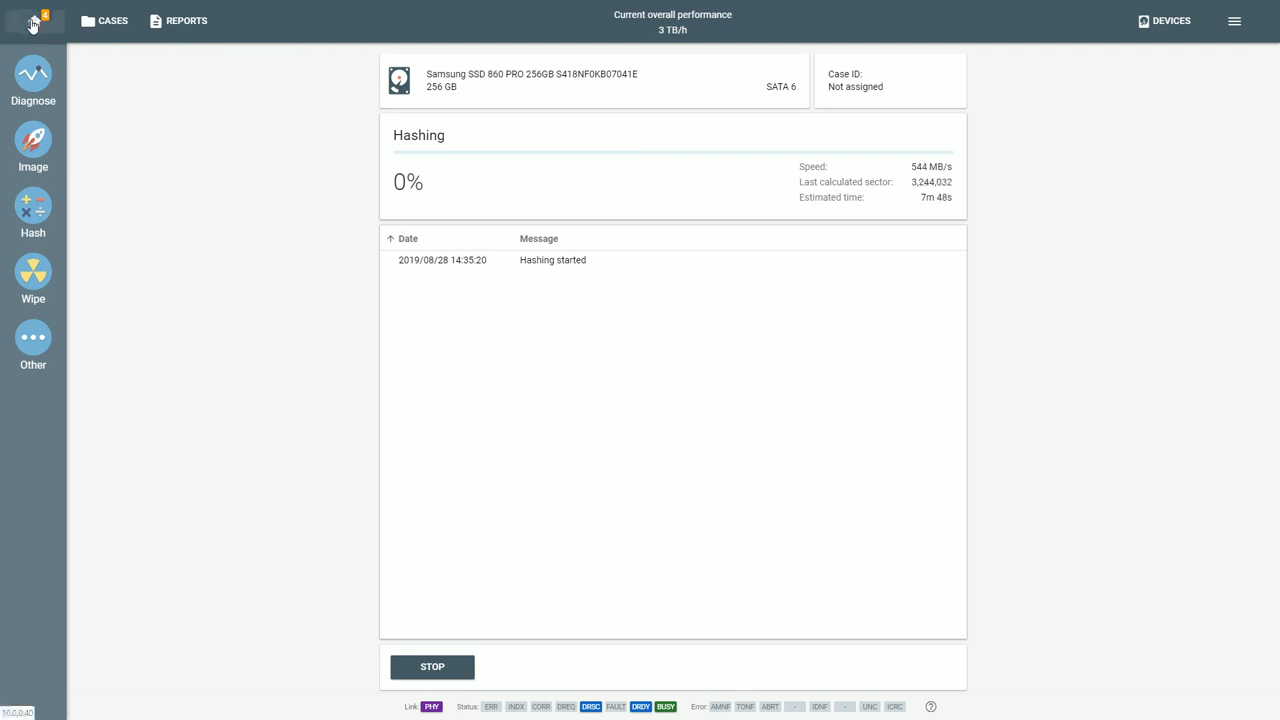 4
CASES
REPORTS
Current overall performance
3 TB/h
DEVICES
Diagnose
Image
Hash
Wipe
Other
Samsung SSD 860 PRO 256GB S418NF0KB07041E
256 GB
SATA 6
Case ID:
Not assigned
Hashing
0%
Speed: 544 MB/s
Last calculated sector: 3,244,032
Estimated time: 7m 48s
Date Message
2019/08/28 14:35:20 Hashing started
STOP
Link: PHY Status: ERR INDX CORR DREQ DRSC FAULT DRDY BUSY Error: AMNF TONF ABRT - IDNF - UNC ICRC